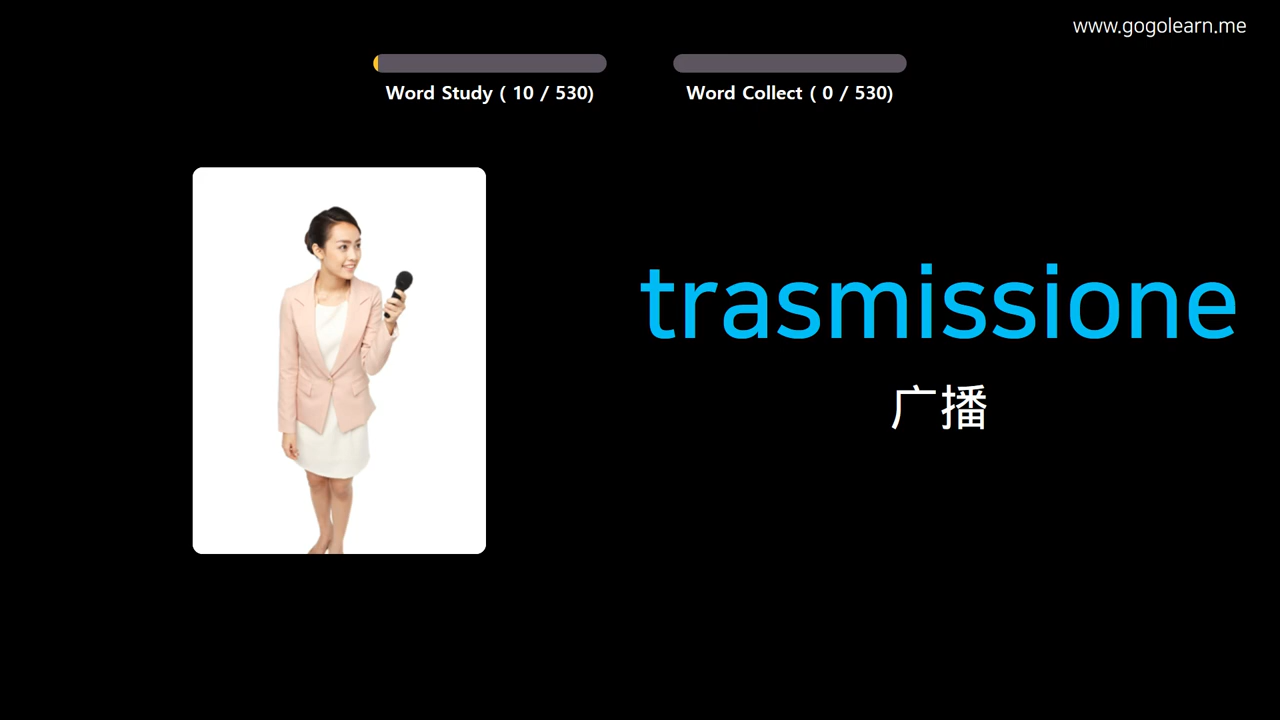 www.gogolearn.me
Word Study ( 10 / 530)
Word Collect ( 0 / 530)
trasmissione
广播